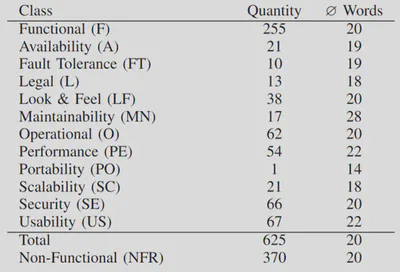 Class Quantity ∅ Words
Functional (F) 255 20
Availability (A) 21 19
Fault Tolerance (FT) 10 19
Legal (L) 13 18
Look & Feel (LF) 38 20
Maintainability (MN) 17 28
Operational (O) 62 20
Performance (PE) 54 22
Portability (PO) 1 14
Scalability (SC) 21 18
Security (SE) 66 20
Usability (US) 67 22
Total 625 20
Non-Functional (NFR) 370 20